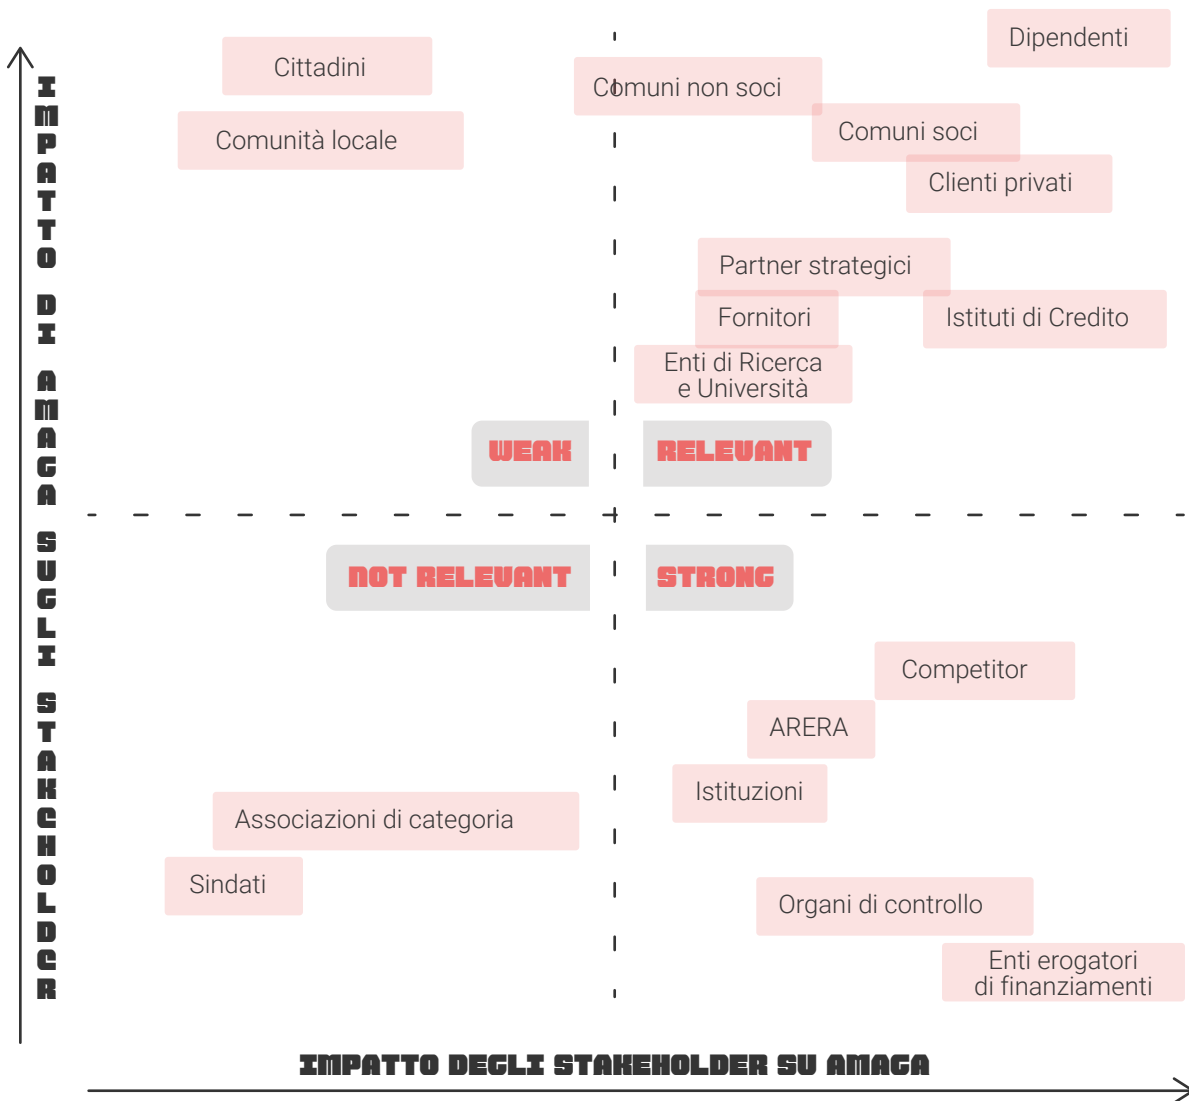 Dipendenti
Cittadini
Comuni non soci
Comunità locale
Comuni soci
Clienti privati
Partner strategici
Fornitori
Istituti di Credito
Enti di Ricerca
e Università
WEAK
RELEVANT
NOT RELEVANT
STRONG
Competitor
ARERA
Istituzioni
Associazioni di categoria
Sindati
Organi di controllo
Enti erogatori
di finanziamenti
IMPATTO DI AMAGA SUGLI STAKEHOLDER
IMPATTO DEGLI STAKEHOLDER SU AMAGA